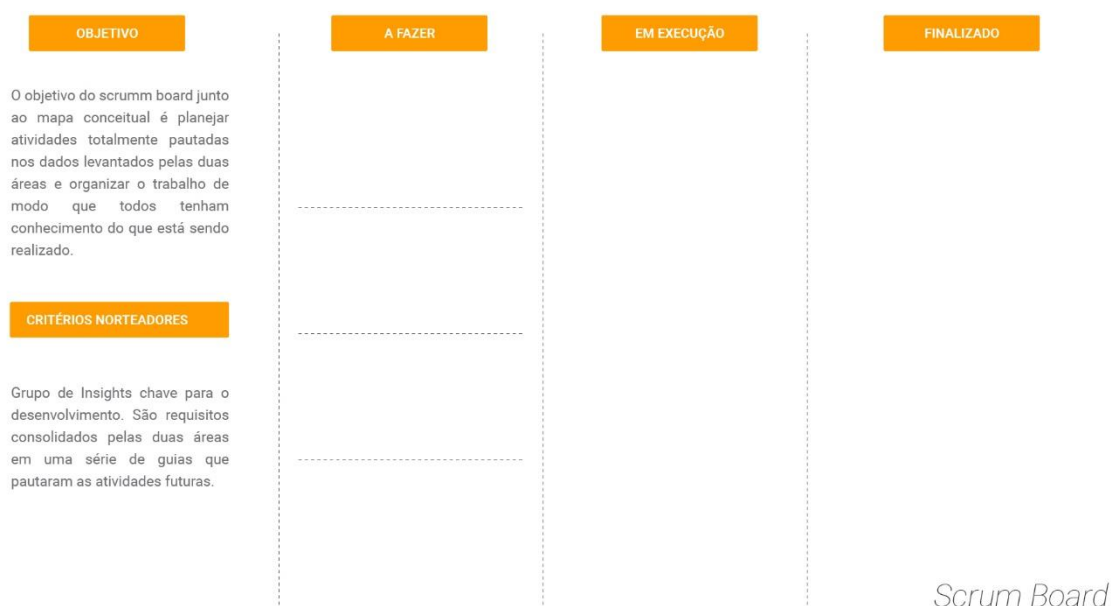 OBJETIVO
A FAZER
EM EXECUÇÃO
FINALIZADO
O objetivo do scrumm board junto
ao mapa conceitual é planejar
atividades totalmente pautadas
nos dados levantados pelas duas
áreas e organizar o trabalho de
modo que todos tenham
conhecimento do que está sendo
realizado.
CRITÉRIOS NORTEADORES
Grupo de Insights chave para o
desenvolvimento. São requisitos
consolidados pelas duas áreas
em uma série de guias que
pautaram as atividades futuras.
Scrum Board